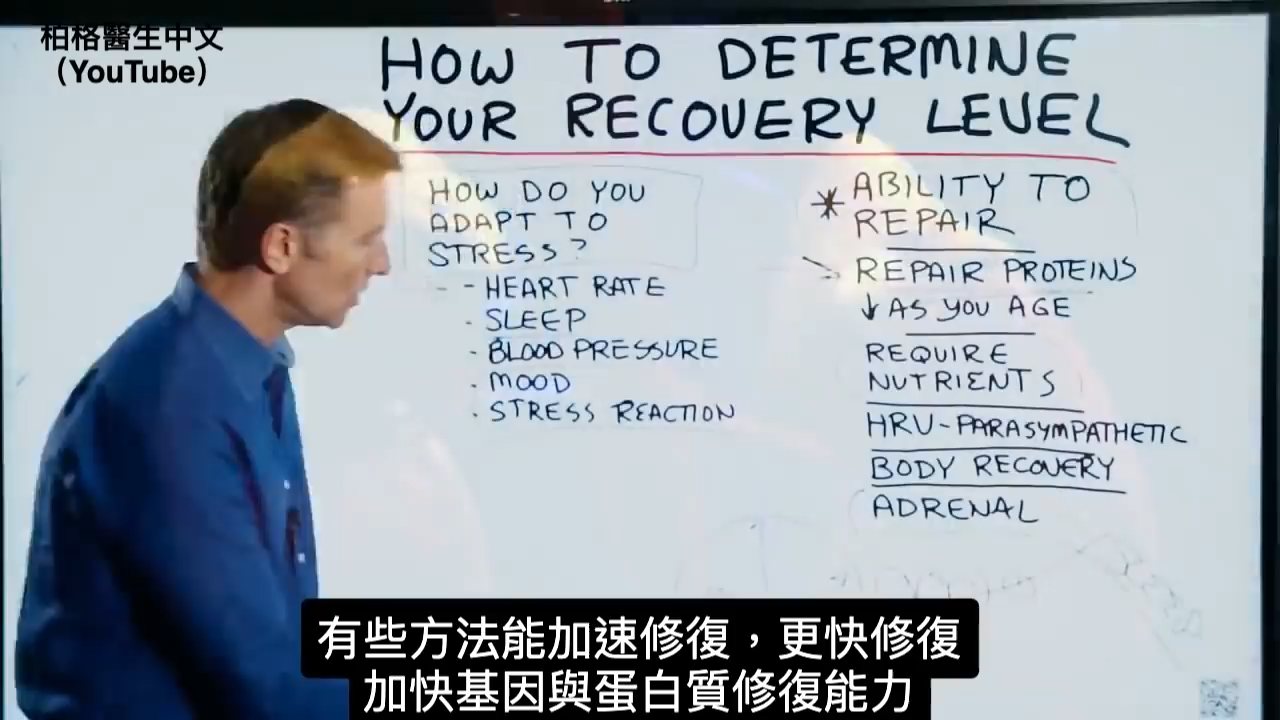 柏格醫生中文
（YouTube）
HOW TO DETERMINE
YOUR RECOVERY LEVEL
HOW DO YOU
ADAPT TO
STRESS?
- HEART RATE
- SLEEP
- BLOOD PRESSURE
- MOOD
- STRESS REACTION
* ABILITY TO
REPAIR
REPAIR PROTEINS
↓ AS YOU AGE
REQUIRE
NUTRIENTS
HRV-PARASYMPATHETIC
BODY RECOVERY
ADRENAL
有些方法能加速修復，更快修復
加快基因與蛋白質修復能力